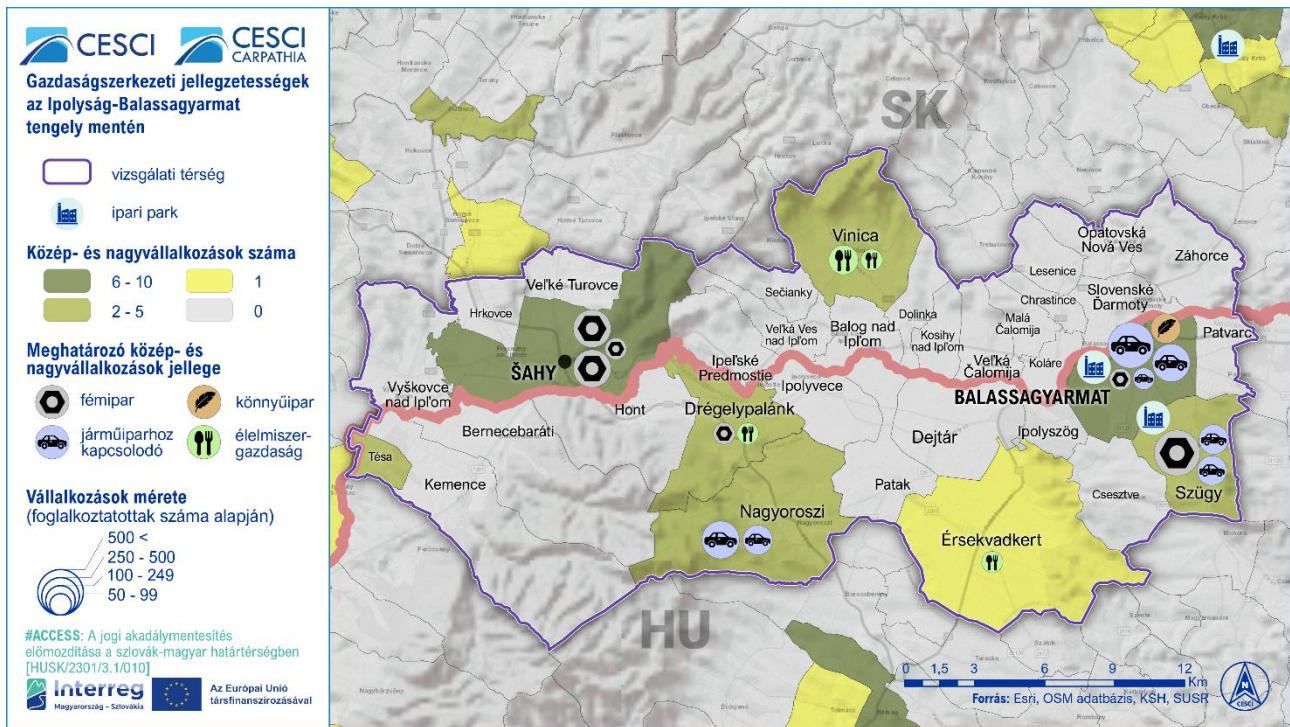 CESCI
CESCI
CARPATHIA
Gazdaságszerkezeti jellegzetességek
az Ipolyság-Balassagyarmat
tengely mentén
vizsgálati térség
ipari park
Közép- és nagyvállalkozások száma
6 - 10
1
2 - 5
0
Meghatározó közép- és
nagyvállalkozások jellege
fémipar
könnyűipar
járműiparhoz
kapcsolodó
élelmiszer-
gazdaság
Vállalkozások mérete
(foglalkoztatottak száma alapján)
500 <
250 - 500
100 - 249
50 - 99
#ACCESS: A jogi akadálymentesítés
előmozdítása a szlovák-magyar határtérségben
[HUSK/2301/3.1/010]
Interreg
Magyarország - Szlovákia
Az Európai Unió
társfinanszírozásával
SK
Vinica
Opatovská
Nová Ves
Záhorce
Lesenice
Veľké Turovce
Slovenské
Ďarmoty
Sečianky
Chrastince
Hrkovce
Dolinka
Malá
Čalomija
Patvarc
Veľká Ves
nad Ipľom
Balog nad
Ipľom
Kosihy
nad Ipľom
Ipeľské
Predmostie
Veľká
Čalomija
Koláre
ŠAHY
Ipolyvece
Vyškovce
nad Ipľom
BALASSAGYARMAT
Hont
Drégelypalánk
Bernecebaráti
Dejtár
Ipolyszög
Tésa
Kemence
Patak
Csesztve
Szügy
Nagyoroszi
Érsekvadkert
HU
0 1,5 3 6 9 12
Km
Forrás: Esri, OSM adatbázis, KSH, SUSR
N
CESCI